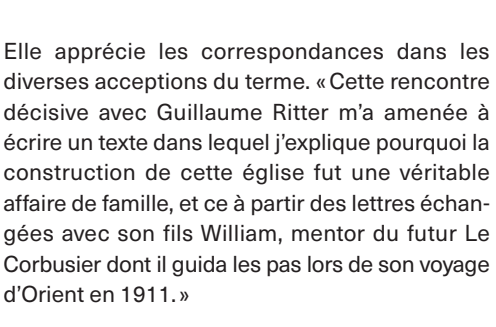 Elle apprécie les correspondances dans les
diverses acceptions du terme. « Cette rencontre
décisive avec Guillaume Ritter m’a amenée à
écrire un texte dans lequel j’explique pourquoi la
construction de cette église fut une véritable
affaire de famille, et ce à partir des lettres échan-
gées avec son fils William, mentor du futur Le
Corbusier dont il guida les pas lors de son voyage
d’Orient en 1911. »